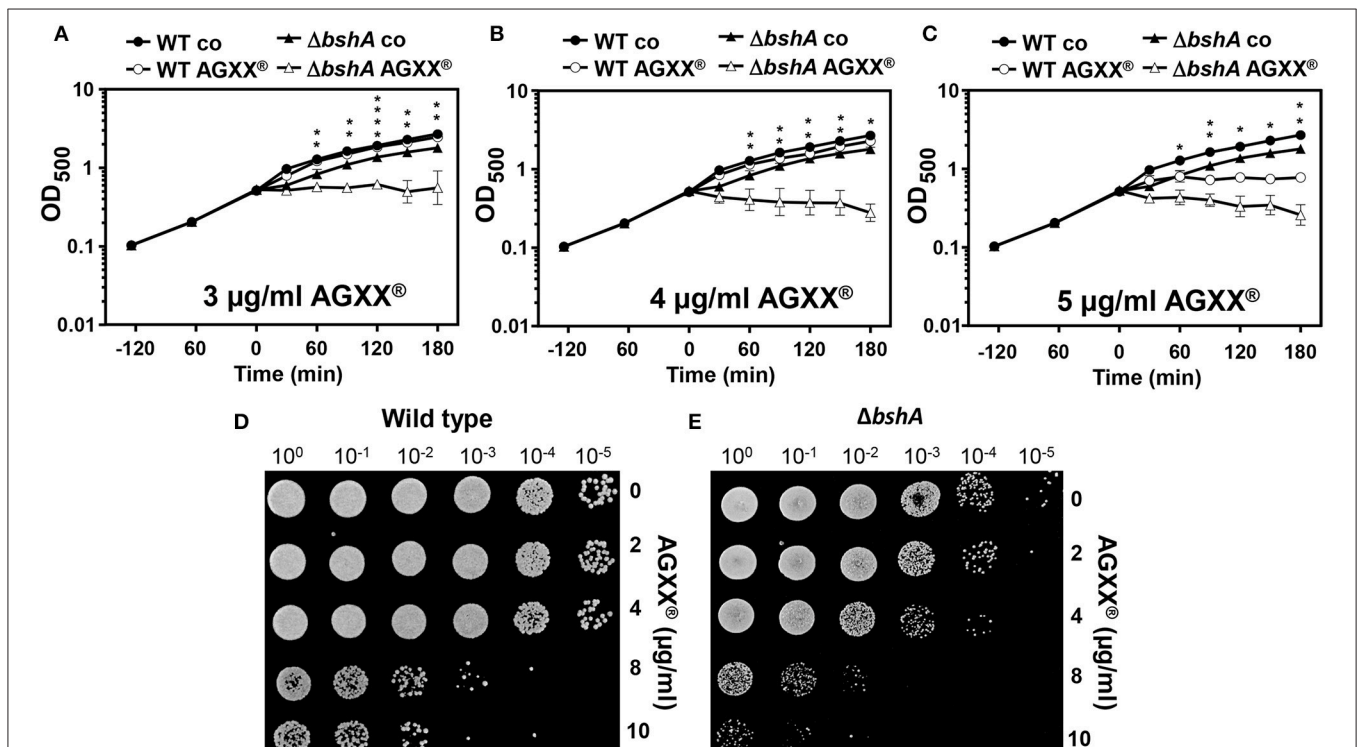 A
WT co
ΔbshA co
WT AGXX®
ΔbshA AGXX®
10
1
0.1
0.01
OD500
* * * * * * * * * * * *
3 µg/ml AGXX®
-120 60 0 60 120 180
Time (min)
B
WT co
ΔbshA co
WT AGXX®
ΔbshA AGXX®
10
1
0.1
0.01
OD500
* * * * * * * * *
4 µg/ml AGXX®
-120 60 0 60 120 180
Time (min)
C
WT co
ΔbshA co
WT AGXX®
ΔbshA AGXX®
10
1
0.1
0.01
OD500
* * * * * * *
5 µg/ml AGXX®
-120 60 0 60 120 180
Time (min)
D
Wild type
10⁰ 10⁻¹ 10⁻² 10⁻³ 10⁻⁴ 10⁻⁵
0
2
4
8
10
AGXX® (µg/ml)
E
ΔbshA
10⁰ 10⁻¹ 10⁻² 10⁻³ 10⁻⁴ 10⁻⁵
0
2
4
8
10
AGXX® (µg/ml)